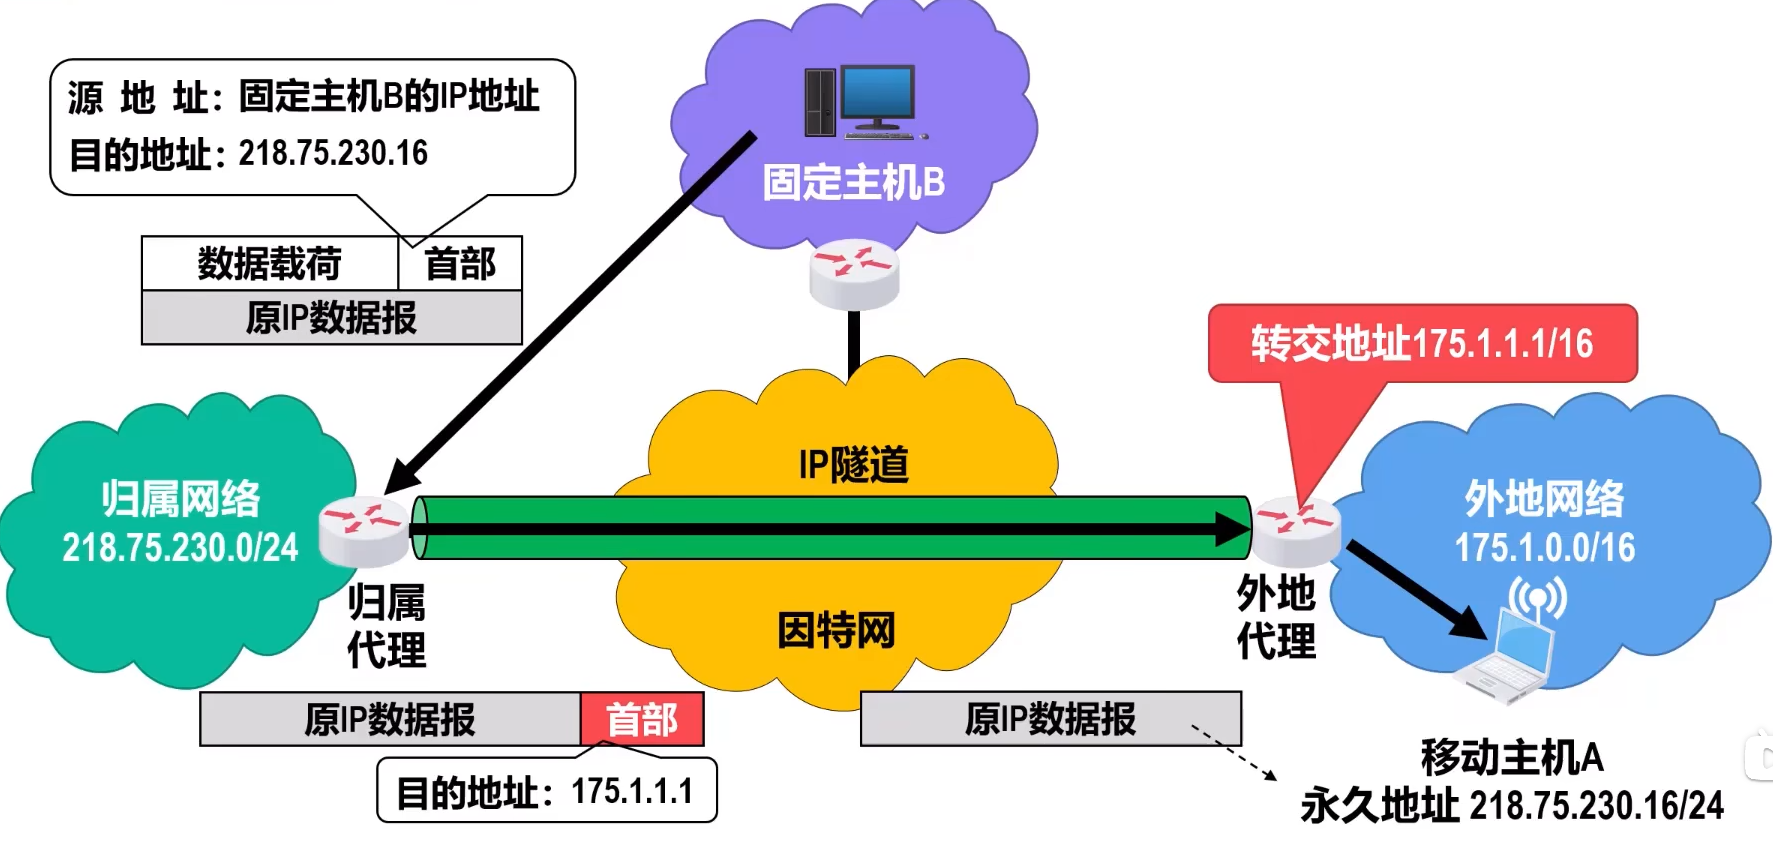 源地址：固定主机B的IP地址
目的地址：218.75.230.16
数据载荷
首部
原IP数据报
固定主机B
转交地址175.1.1.1/16
IP隧道
归属网络
218.75.230.0/24
外地网络
175.1.0.0/16
归属
代理
因特网
外地
代理
原IP数据报
首部
目的地址：175.1.1.1
原IP数据报
移动主机A
永久地址 218.75.230.16/24